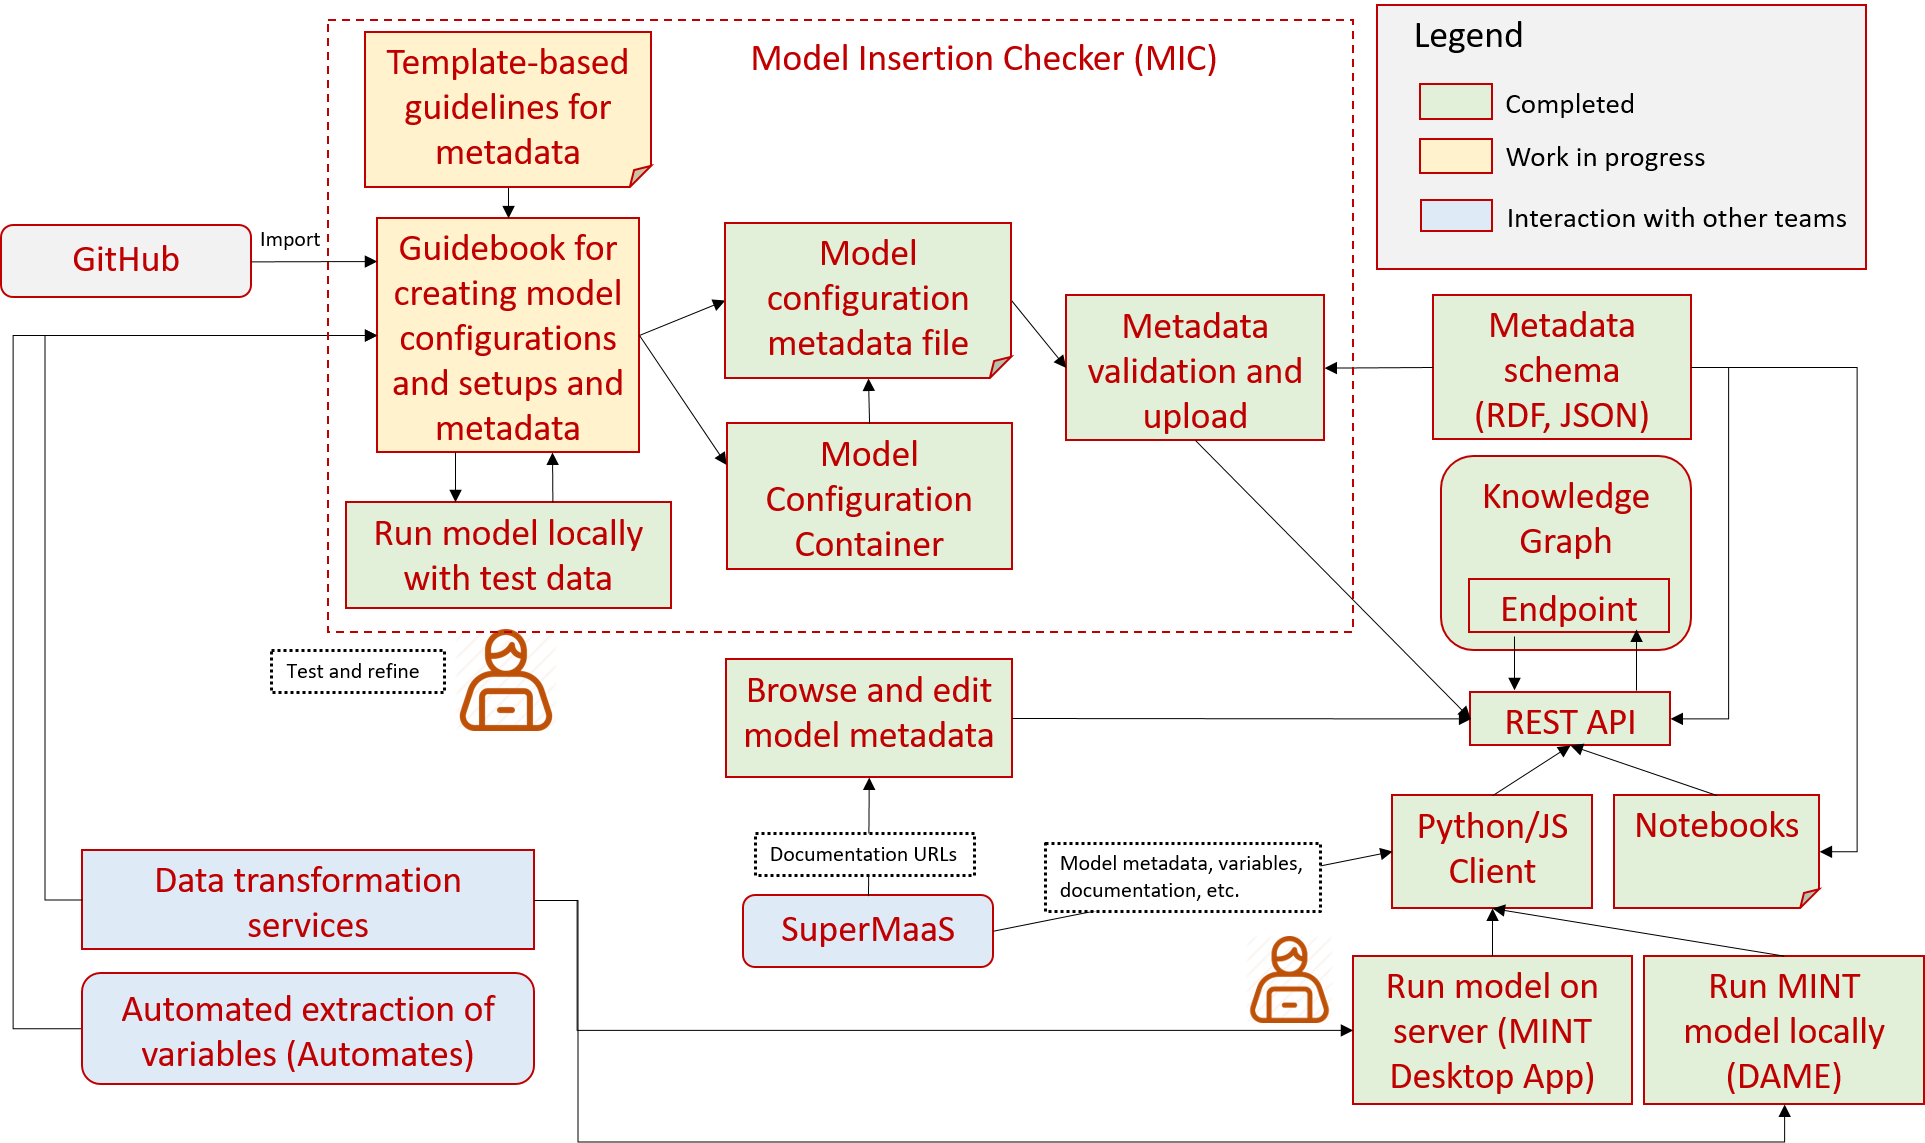 Model Insertion Checker (MIC)
Template-based
guidelines for
metadata
Legend
Completed
Work in progress
Interaction with other teams
GitHub
Import
Guidebook for
creating model
configurations
and setups and
metadata
Model
configuration
metadata file
Metadata
validation and
upload
Metadata
schema
(RDF, JSON)
Model
Configuration
Container
Run model locally
with test data
Knowledge
Graph
Endpoint
Test and refine
Browse and edit
model metadata
REST API
Documentation URLs
SuperMaaS
Model metadata, variables,
documentation, etc.
Python/JS
Client
Notebooks
Data transformation
services
Automated extraction of
variables (Automates)
Run model on
server (MINT
Desktop App)
Run MINT
model locally
(DAME)